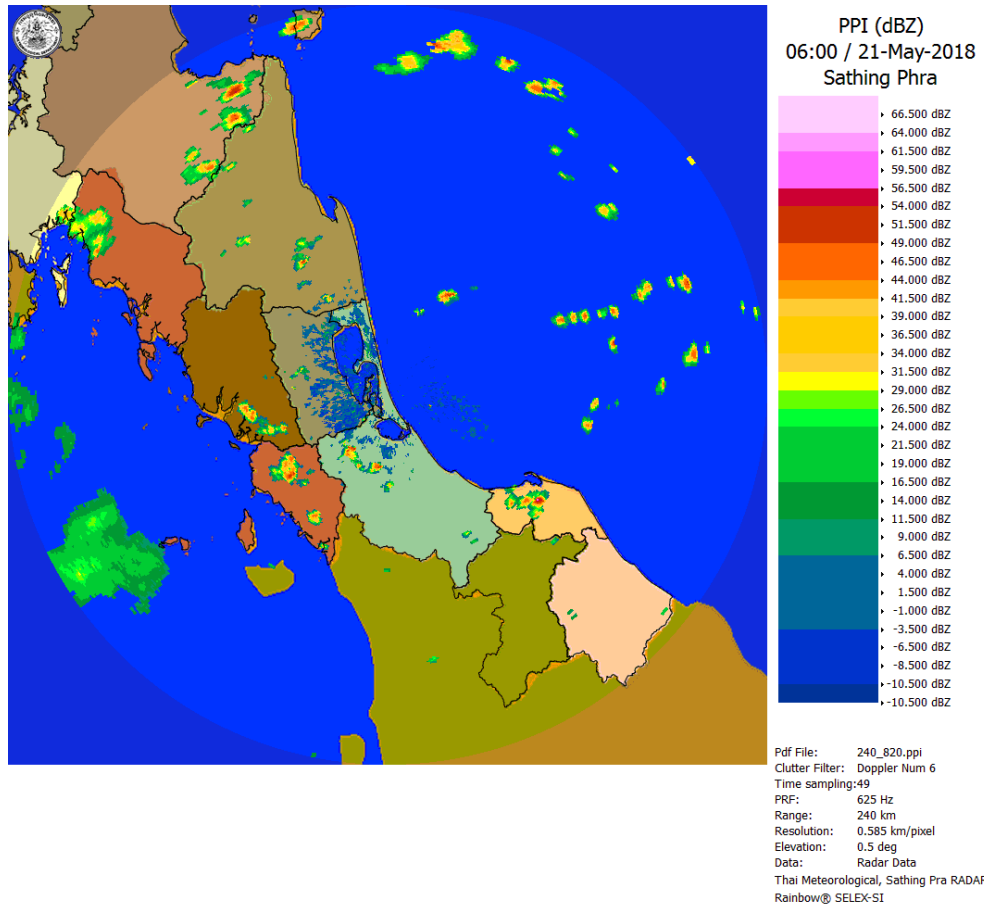 PPI (dBZ)
06:00 / 21-May-2018
Sathing Phra
66.500 dBZ
64.000 dBZ
61.500 dBZ
59.500 dBZ
56.500 dBZ
54.000 dBZ
51.500 dBZ
49.000 dBZ
46.500 dBZ
44.000 dBZ
41.500 dBZ
39.000 dBZ
36.500 dBZ
34.000 dBZ
31.500 dBZ
29.000 dBZ
26.500 dBZ
24.000 dBZ
21.500 dBZ
19.000 dBZ
16.500 dBZ
14.000 dBZ
11.500 dBZ
9.000 dBZ
6.500 dBZ
4.000 dBZ
1.500 dBZ
-1.000 dBZ
-3.500 dBZ
-6.500 dBZ
-8.500 dBZ
-10.500 dBZ
-10.500 dBZ
Pdf File: 240_820.ppi
Clutter Filter: Doppler Num 6
Time sampling:49
PRF: 625 Hz
Range: 240 km
Resolution: 0.585 km/pixel
Elevation: 0.5 deg
Data: Radar Data
Thai Meteorological, Sathing Pra RADAR
Rainbow® SELEX-SI